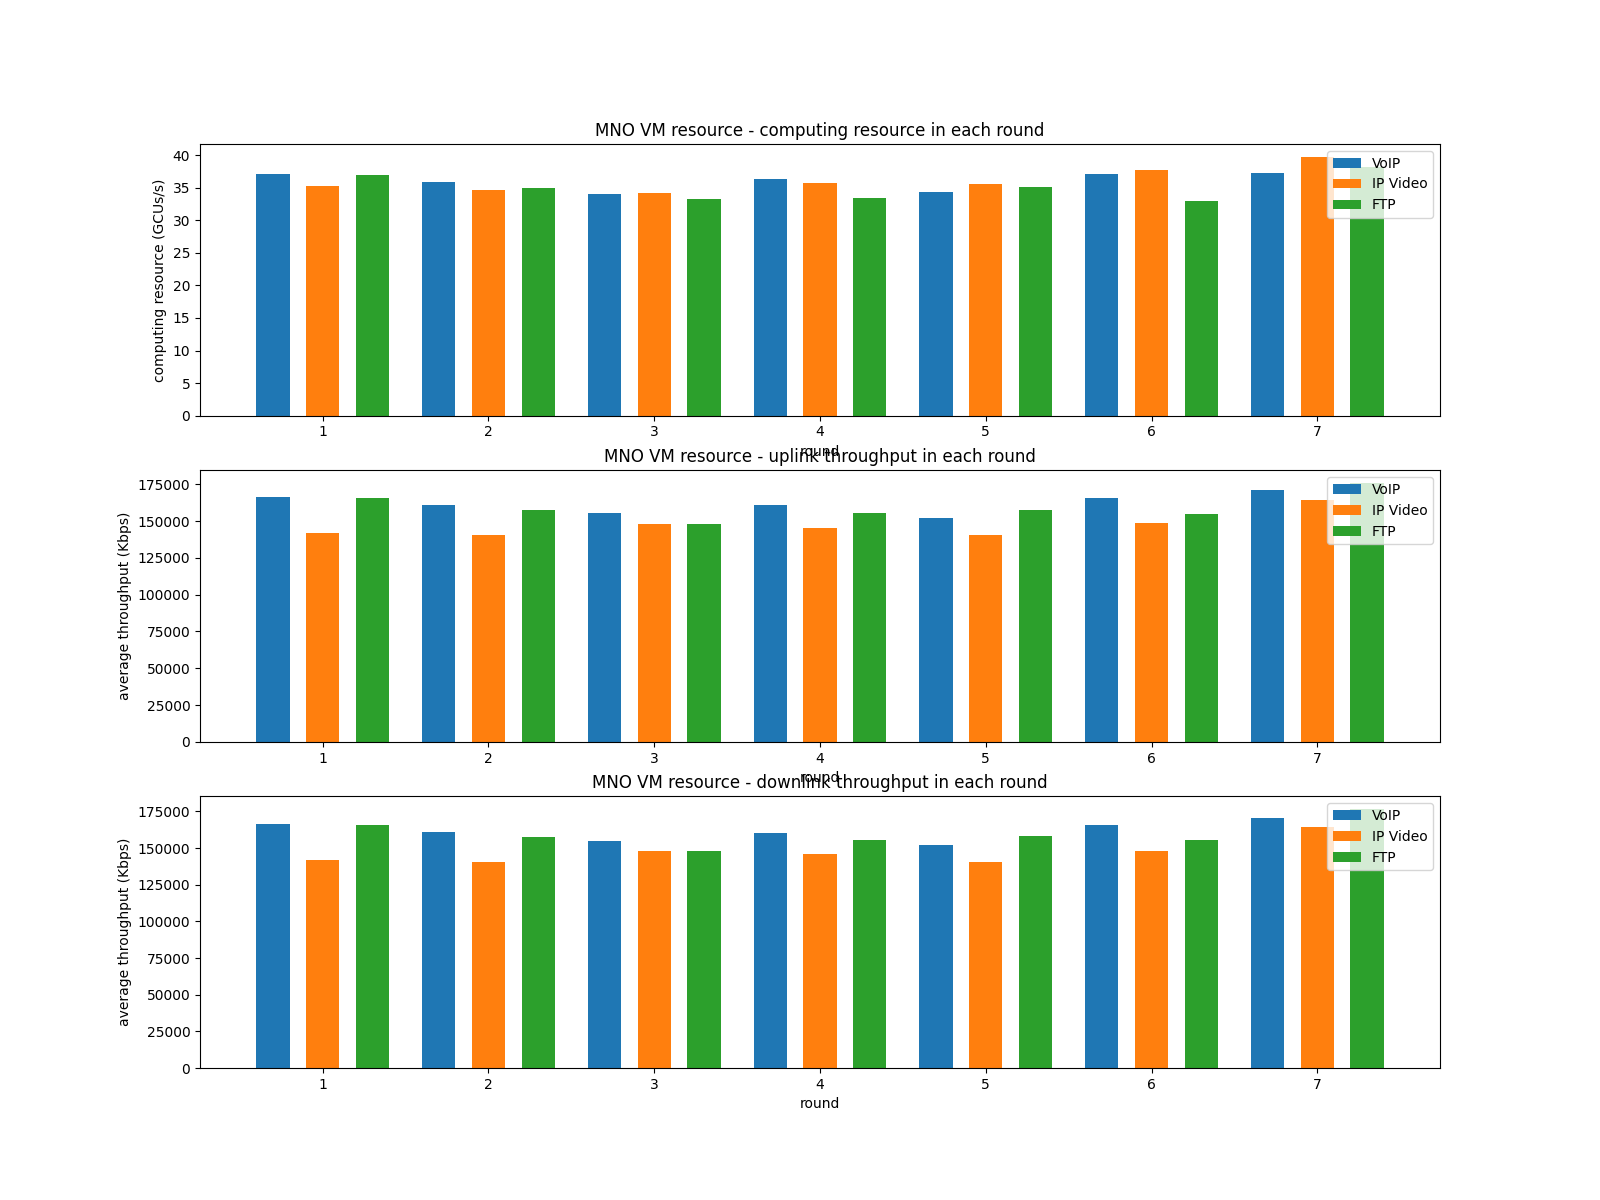 MNO VM resource - computing resource in each round
computing resource (GCUs/s)
40
35
30
25
20
15
10
5
0
VoIP
IP Video
FTP
1 2 3 4 5 6 7
round
MNO VM resource - uplink throughput in each round
average throughput (Kbps)
175000
150000
125000
100000
75000
50000
25000
0
VoIP
IP Video
FTP
1 2 3 4 5 6 7
round
MNO VM resource - downlink throughput in each round
average throughput (Kbps)
175000
150000
125000
100000
75000
50000
25000
0
VoIP
IP Video
FTP
1 2 3 4 5 6 7
round